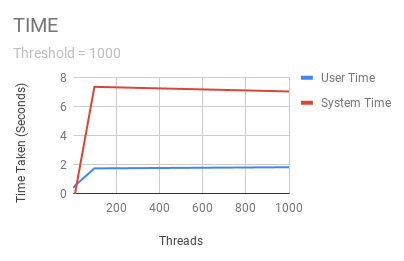 TIME
Threshold = 1000
8
6
4
2
0
Time Taken (Seconds)
200 400 600 800 1000
Threads
User Time
System Time